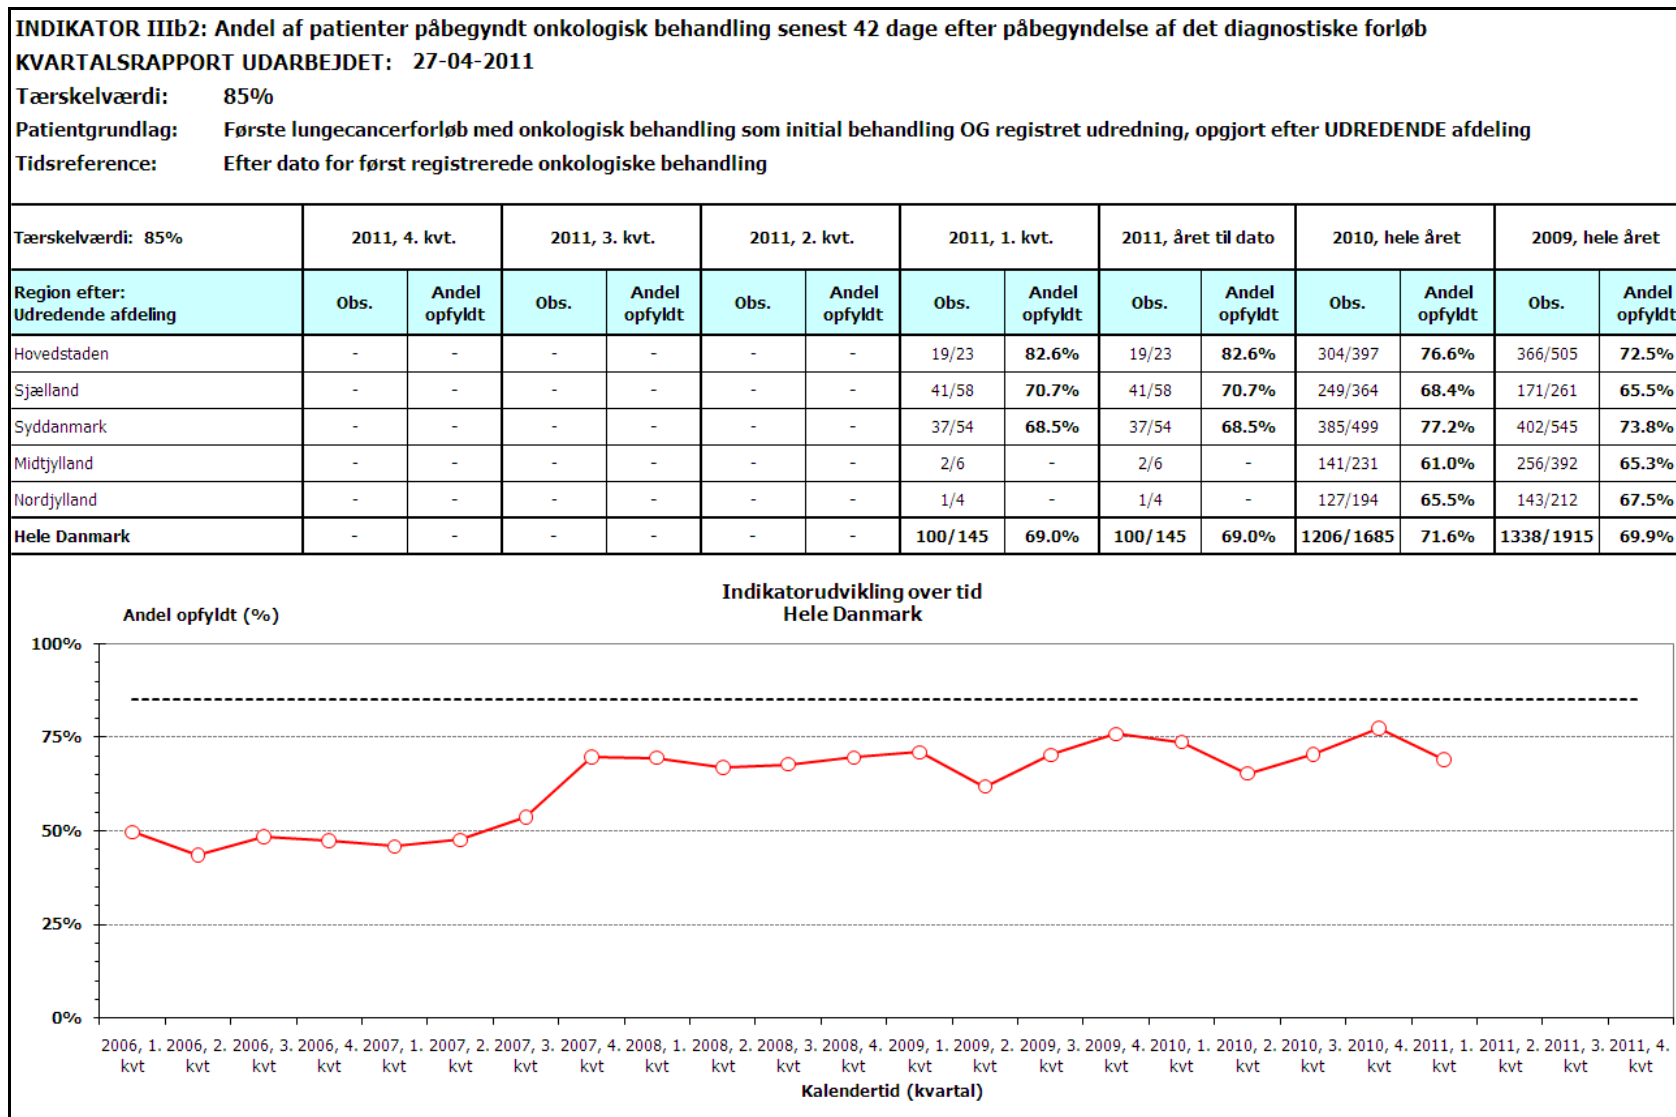 INDIKATOR IIIb2: Andel af patienter påbegyndt onkologisk behandling senest 42 dage efter påbegyndelse af det diagnostiske forløb
KVARTALSRAPPORT UDARBEJDET: 27-04-2011
Tærskelværdi: 85%
Patientgrundlag: Første lungecancerforløb med onkologisk behandling som initial behandling OG registret udredning, opgjort efter UDREDENDE afdeling
Tidsreference: Efter dato for først registrerede onkologiske behandling
Tærskelværdi: 85% 2011, 4. kvt. 2011, 3. kvt. 2011, 2. kvt. 2011, 1. kvt. 2011, året til dato 2010, hele året 2009, hele året
Region efter: Andel Andel Andel Andel Andel Andel Andel
Udredende afdeling Obs. opfyldt Obs. opfyldt Obs. opfyldt Obs. opfyldt Obs. opfyldt Obs. opfyldt Obs. opfyldt
Hovedstaden - - - - - - 19/23 82.6% 19/23 82.6% 304/397 76.6% 366/505 72.5%
Sjælland - - - - - - 41/58 70.7% 41/58 70.7% 249/364 68.4% 171/261 65.5%
Syddanmark - - - - - - 37/54 68.5% 37/54 68.5% 385/499 77.2% 402/545 73.8%
Midtjylland - - - - - - 2/6 - 2/6 - 141/231 61.0% 256/392 65.3%
Nordjylland - - - - - - 1/4 - 1/4 - 127/194 65.5% 143/212 67.5%
Hele Danmark - - - - - - 100/145 69.0% 100/145 69.0% 1206/1685 71.6% 1338/1915 69.9%
Indikatorudvikling over tid
Hele Danmark
Andel opfyldt (%)
100%
75%
50%
25%
0%
2006, 1. 2006, 2. 2006, 3. 2006, 4. 2007, 1. 2007, 2. 2007, 3. 2007, 4. 2008, 1. 2008, 2. 2008, 3. 2008, 4. 2009, 1. 2009, 2. 2009, 3. 2009, 4. 2010, 1. 2010, 2. 2010, 3. 2010, 4. 2011, 1. 2011, 2. 2011, 3. 2011, 4.
kvt kvt kvt kvt kvt kvt kvt kvt kvt kvt kvt kvt kvt kvt kvt kvt kvt kvt kvt kvt kvt kvt kvt kvt
Kalendertid (kvartal)